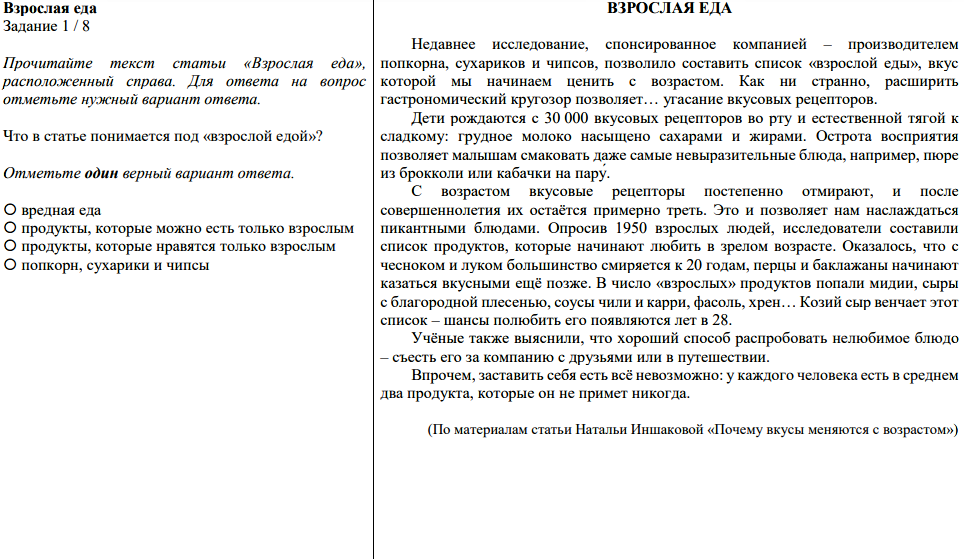 Взрослая еда
Задание 1 / 8
Прочитайте текст статьи «Взрослая еда»,
расположенный справа. Для ответа на вопрос
отметьте нужный вариант ответа.
Что в статье понимается под «взрослой едой»?
Отметьте один верный вариант ответа.
вредная еда
продукты, которые можно есть только взрослым
продукты, которые нравятся только взрослым
попкорн, сухарики и чипсы
ВЗРОСЛАЯ ЕДА
Недавнее исследование, спонсированное компанией – производителем
попкорна, сухариков и чипсов, позволило составить список «взрослой еды», вкус
которой мы начинаем ценить с возрастом. Как ни странно, расширить
гастрономический кругозор позволяет… угасание вкусовых рецепторов.
Дети рождаются с 30 000 вкусовых рецепторов во рту и естественной тягой к
сладкому: грудное молоко насыщено сахарами и жирами. Острота восприятия
позволяет малышам смаковать даже самые невыразительные блюда, например, пюре
из брокколи или кабачки на пару́.
С возрастом вкусовые рецепторы постепенно отмирают, и после
совершеннолетия их остаётся примерно треть. Это и позволяет нам наслаждаться
пикантными блюдами. Опросив 1950 взрослых людей, исследователи составили
список продуктов, которые начинают любить в зрелом возрасте. Оказалось, что с
чесноком и луком большинство смиряется к 20 годам, перцы и баклажаны начинают
казаться вкусными ещё позже. В число «взрослых» продуктов попали мидии, сыры
с благородной плесенью, соусы чили и карри, фасоль, хрен… Козий сыр венчает этот
список – шансы полюбить его появляются лет в 28.
Учёные также выяснили, что хороший способ распробовать нелюбимое блюдо
– съесть его за компанию с друзьями или в путешествии.
Впрочем, заставить себя есть всё невозможно: у каждого человека есть в среднем
два продукта, которые он не примет никогда.
(По материалам статьи Натальи Иншаковой «Почему вкусы меняются с возрастом»)